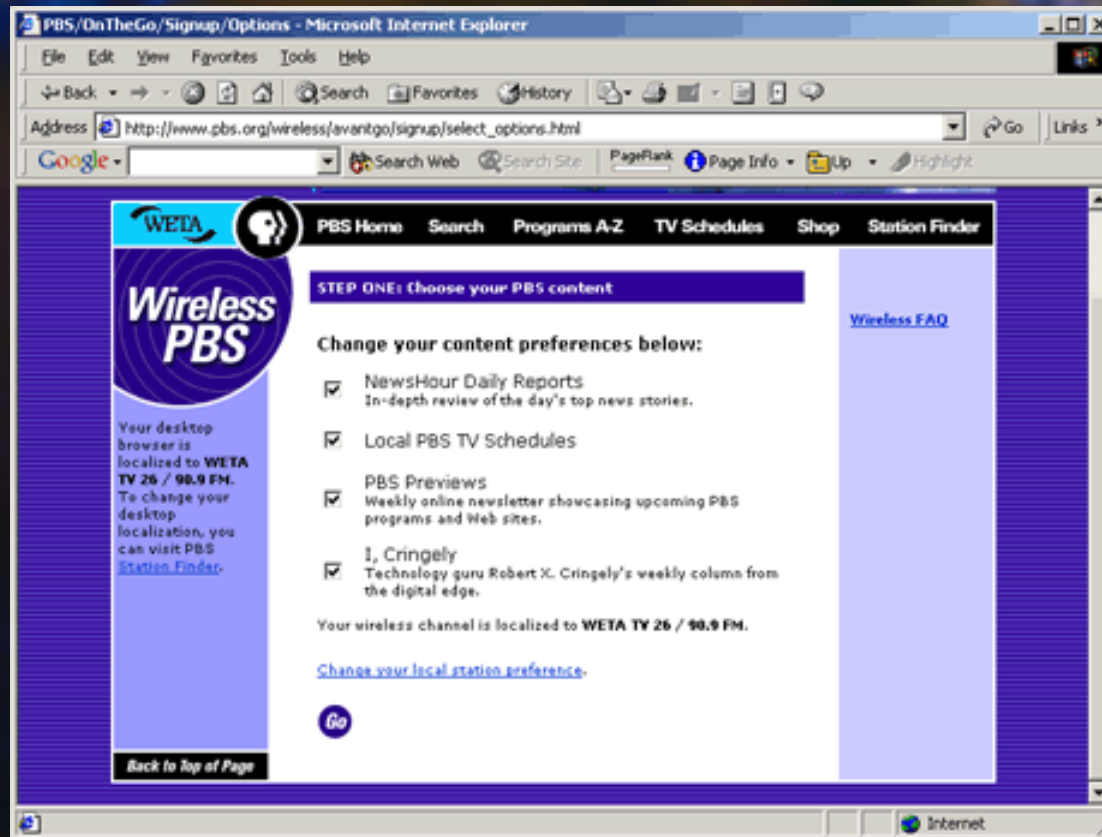 PBS/OnTheGo/Signup/Options - Microsoft Internet Explorer
File Edit View Favorites Tools Help
Back Search Favorites History
Address http://www.pbs.org/wireless/avantgo/signup/select_options.html Go Links
Google Search Web Search Site PageRank Page Info Up Highlight
WETA PBS Home Search Programs A-Z TV Schedules Shop Station Finder
Wireless
PBS
Your desktop
browser is
localized to WETA
TV 26 / 90.9 FM.
To change your
desktop
localization, you
can visit PBS
Station Finder.
Back to Top of Page
STEP ONE: Choose your PBS content
Change your content preferences below:
NewsHour Daily Reports
In-depth review of the day's top news stories.
Local PBS TV Schedules
PBS Previews
Weekly online newsletter showcasing upcoming PBS
programs and Web sites.
I, Cringely
Technology guru Robert X. Cringely's weekly column from
the digital edge.
Your wireless channel is localized to WETA TV 26 / 90.9 FM.
Change your local station preference.
Go
Wireless FAQ
Internet